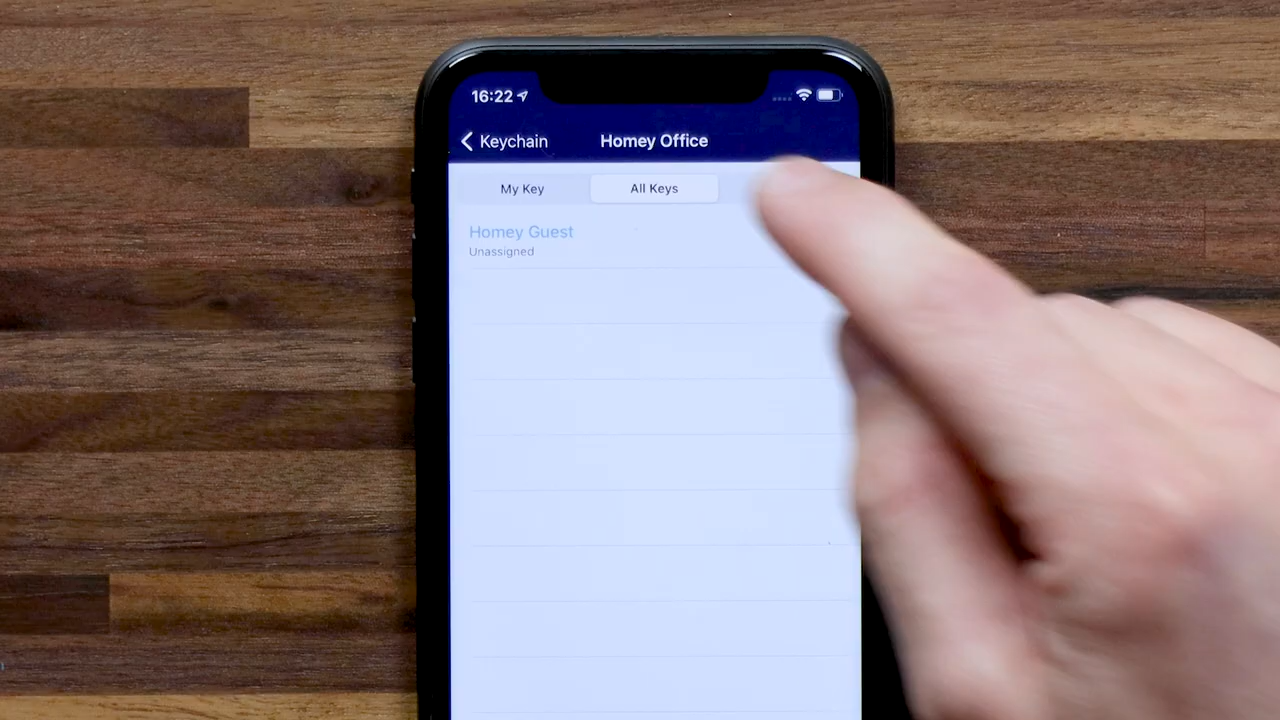 16:22
Keychain
Homey Office
My Key
All Keys
Homey Guest
Unassigned